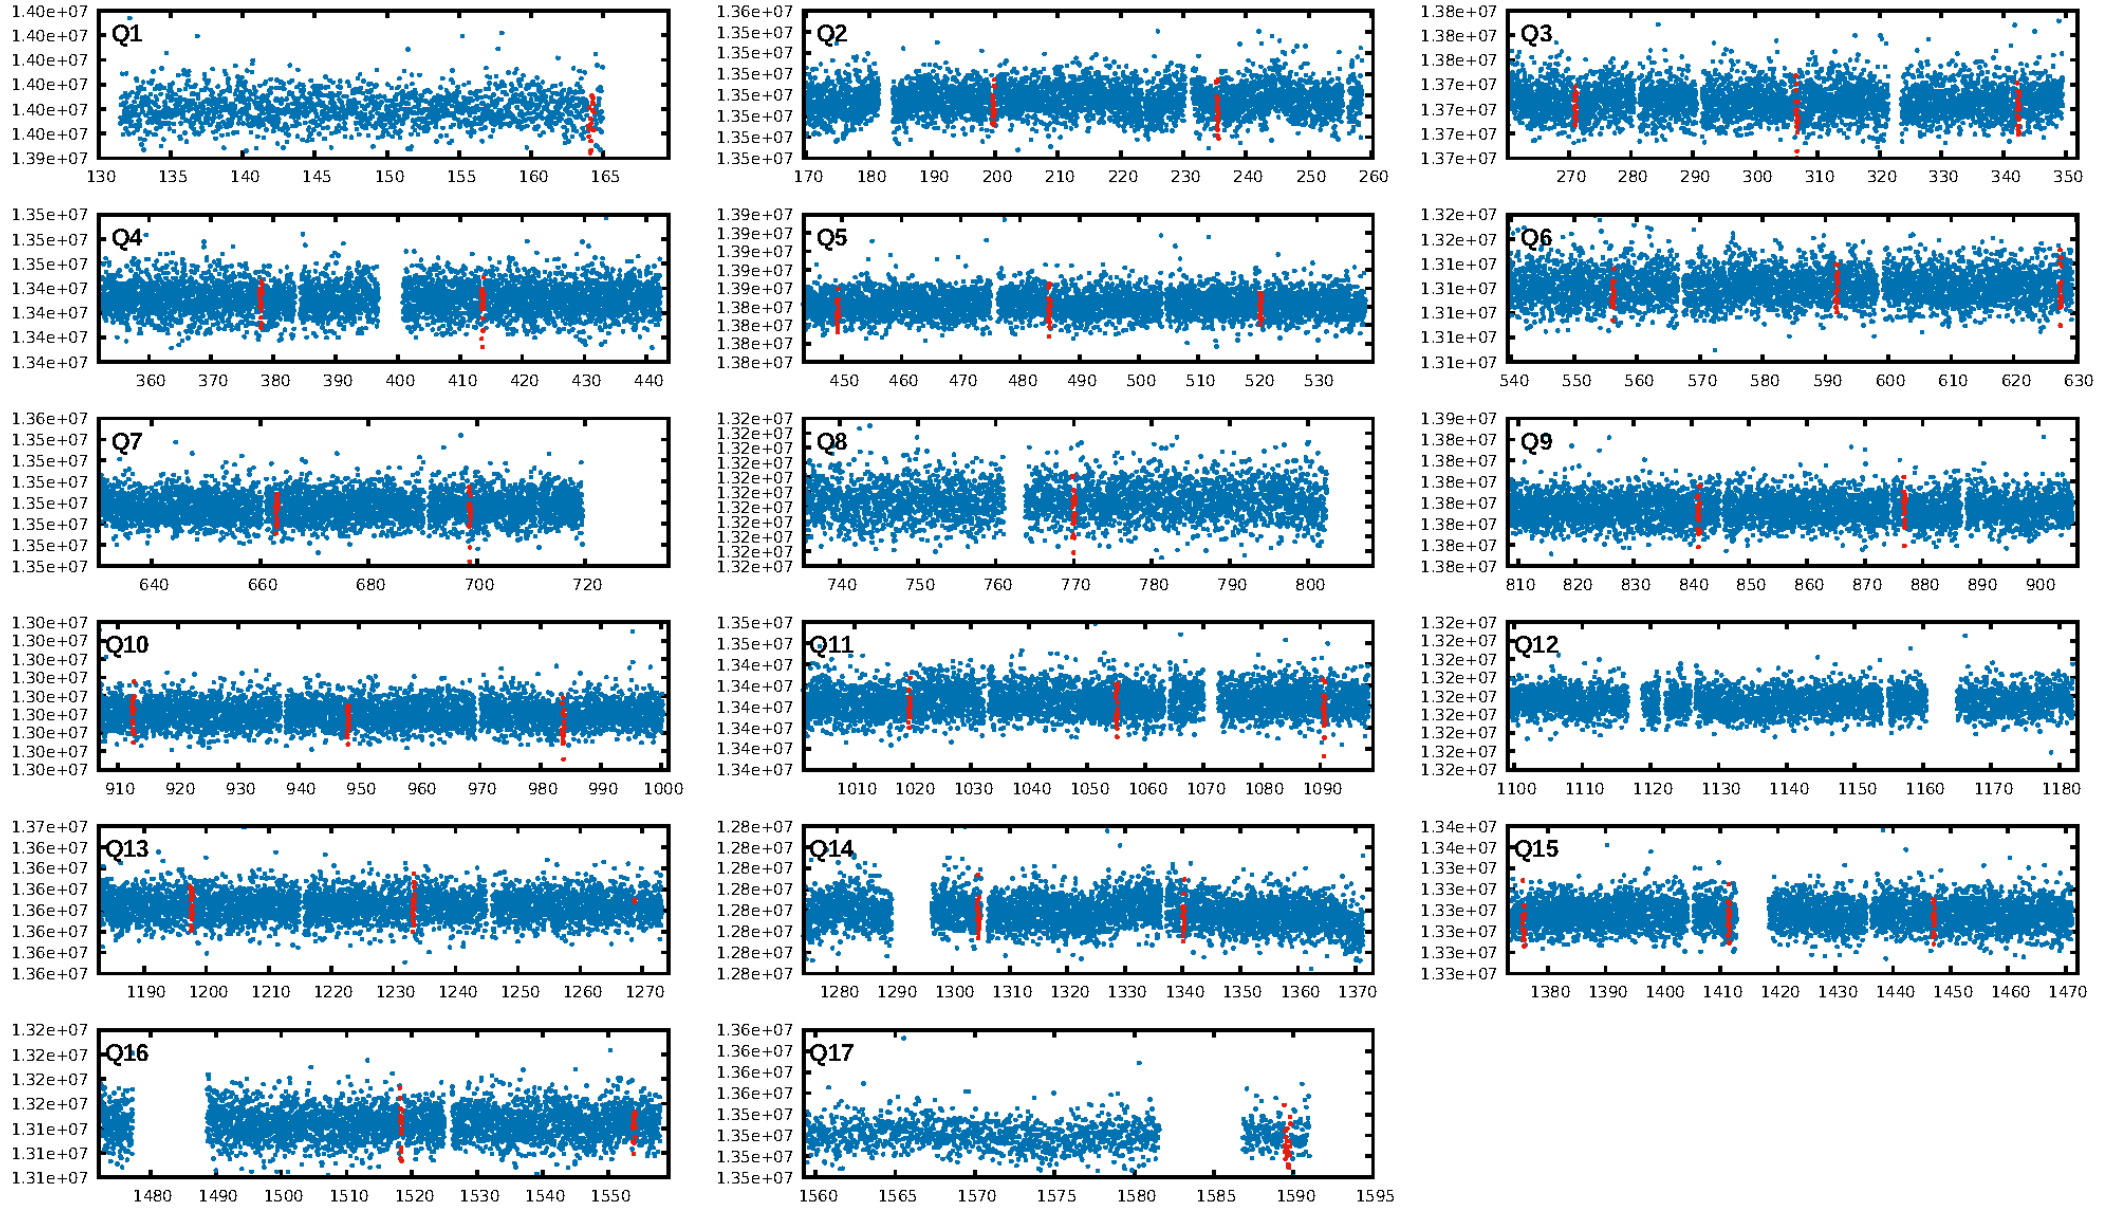 Q1
1.40e+07
1.40e+07
1.40e+07
1.40e+07
1.40e+07
1.40e+07
1.39e+07
130 135 140 145 150 155 160 165
Q2
1.36e+07
1.35e+07
1.35e+07
1.35e+07
1.35e+07
1.35e+07
1.35e+07
1.35e+07
170 180 190 200 210 220 230 240 250 260
Q3
1.38e+07
1.38e+07
1.38e+07
1.37e+07
1.37e+07
1.37e+07
1.37e+07
270 280 290 300 310 320 330 340 350
Q4
1.35e+07
1.35e+07
1.35e+07
1.34e+07
1.34e+07
1.34e+07
1.34e+07
360 370 380 390 400 410 420 430 440
Q5
1.39e+07
1.39e+07
1.39e+07
1.39e+07
1.39e+07
1.38e+07
1.38e+07
1.38e+07
1.38e+07
450 460 470 480 490 500 510 520 530
Q6
1.32e+07
1.32e+07
1.31e+07
1.31e+07
1.31e+07
1.31e+07
1.31e+07
540 550 560 570 580 590 600 610 620 630
Q7
1.36e+07
1.35e+07
1.35e+07
1.35e+07
1.35e+07
1.35e+07
1.35e+07
1.35e+07
640 660 680 700 720
Q8
1.32e+07
1.32e+07
1.32e+07
1.32e+07
1.32e+07
1.32e+07
1.32e+07
1.32e+07
1.32e+07
1.32e+07
1.32e+07
740 750 760 770 780 790 800
Q9
1.39e+07
1.38e+07
1.38e+07
1.38e+07
1.38e+07
1.38e+07
1.38e+07
1.38e+07
810 820 830 840 850 860 870 880 890 900
Q10
1.30e+07
1.30e+07
1.30e+07
1.30e+07
1.30e+07
1.30e+07
1.30e+07
1.30e+07
1.30e+07
910 920 930 940 950 960 970 980 990 1000
Q11
1.35e+07
1.35e+07
1.34e+07
1.34e+07
1.34e+07
1.34e+07
1.34e+07
1.34e+07
1010 1020 1030 1040 1050 1060 1070 1080 1090
Q12
1.32e+07
1.32e+07
1.32e+07
1.32e+07
1.32e+07
1.32e+07
1.32e+07
1.32e+07
1.32e+07
1100 1110 1120 1130 1140 1150 1160 1170 1180
Q13
1.37e+07
1.36e+07
1.36e+07
1.36e+07
1.36e+07
1.36e+07
1.36e+07
1.36e+07
1190 1200 1210 1220 1230 1240 1250 1260 1270
Q14
1.28e+07
1.28e+07
1.28e+07
1.28e+07
1.28e+07
1.28e+07
1.28e+07
1.28e+07
1280 1290 1300 1310 1320 1330 1340 1350 1360 1370
Q15
1.34e+07
1.34e+07
1.33e+07
1.33e+07
1.33e+07
1.33e+07
1.33e+07
1.33e+07
1380 1390 1400 1410 1420 1430 1440 1450 1460 1470
Q16
1.32e+07
1.32e+07
1.32e+07
1.32e+07
1.31e+07
1.31e+07
1.31e+07
1480 1490 1500 1510 1520 1530 1540 1550
Q17
1.36e+07
1.36e+07
1.36e+07
1.36e+07
1.35e+07
1.35e+07
1.35e+07
1.35e+07
1560 1565 1570 1575 1580 1585 1590 1595